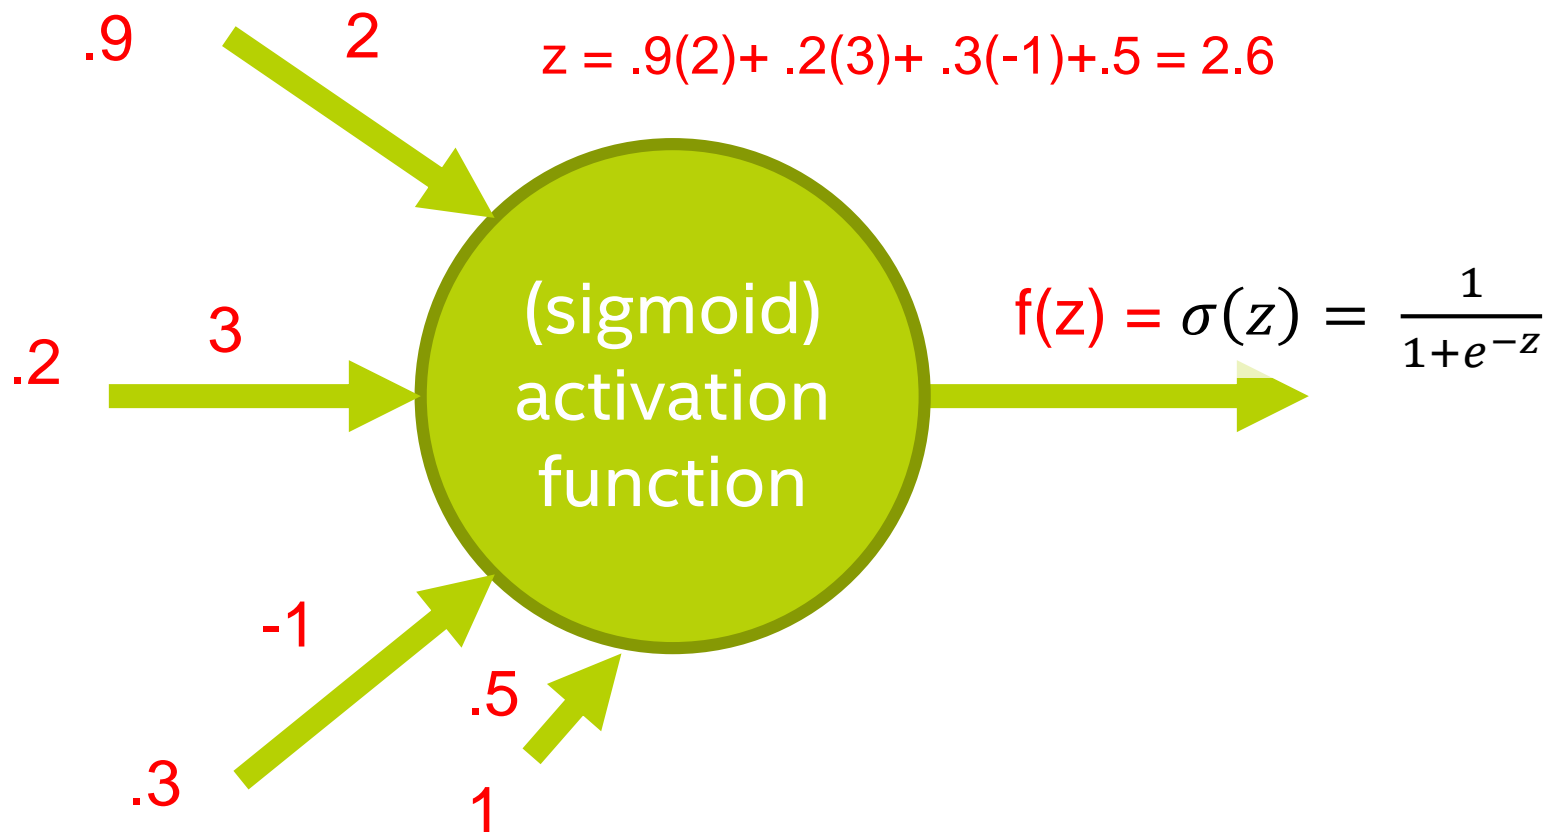 .9
2
z = .9(2)+ .2(3)+ .3(-1)+.5 = 2.6
.2
3
(sigmoid)
activation
function
f(z) = σ(z) = 1/(1+e^{-z})
-1
.5
.3
1